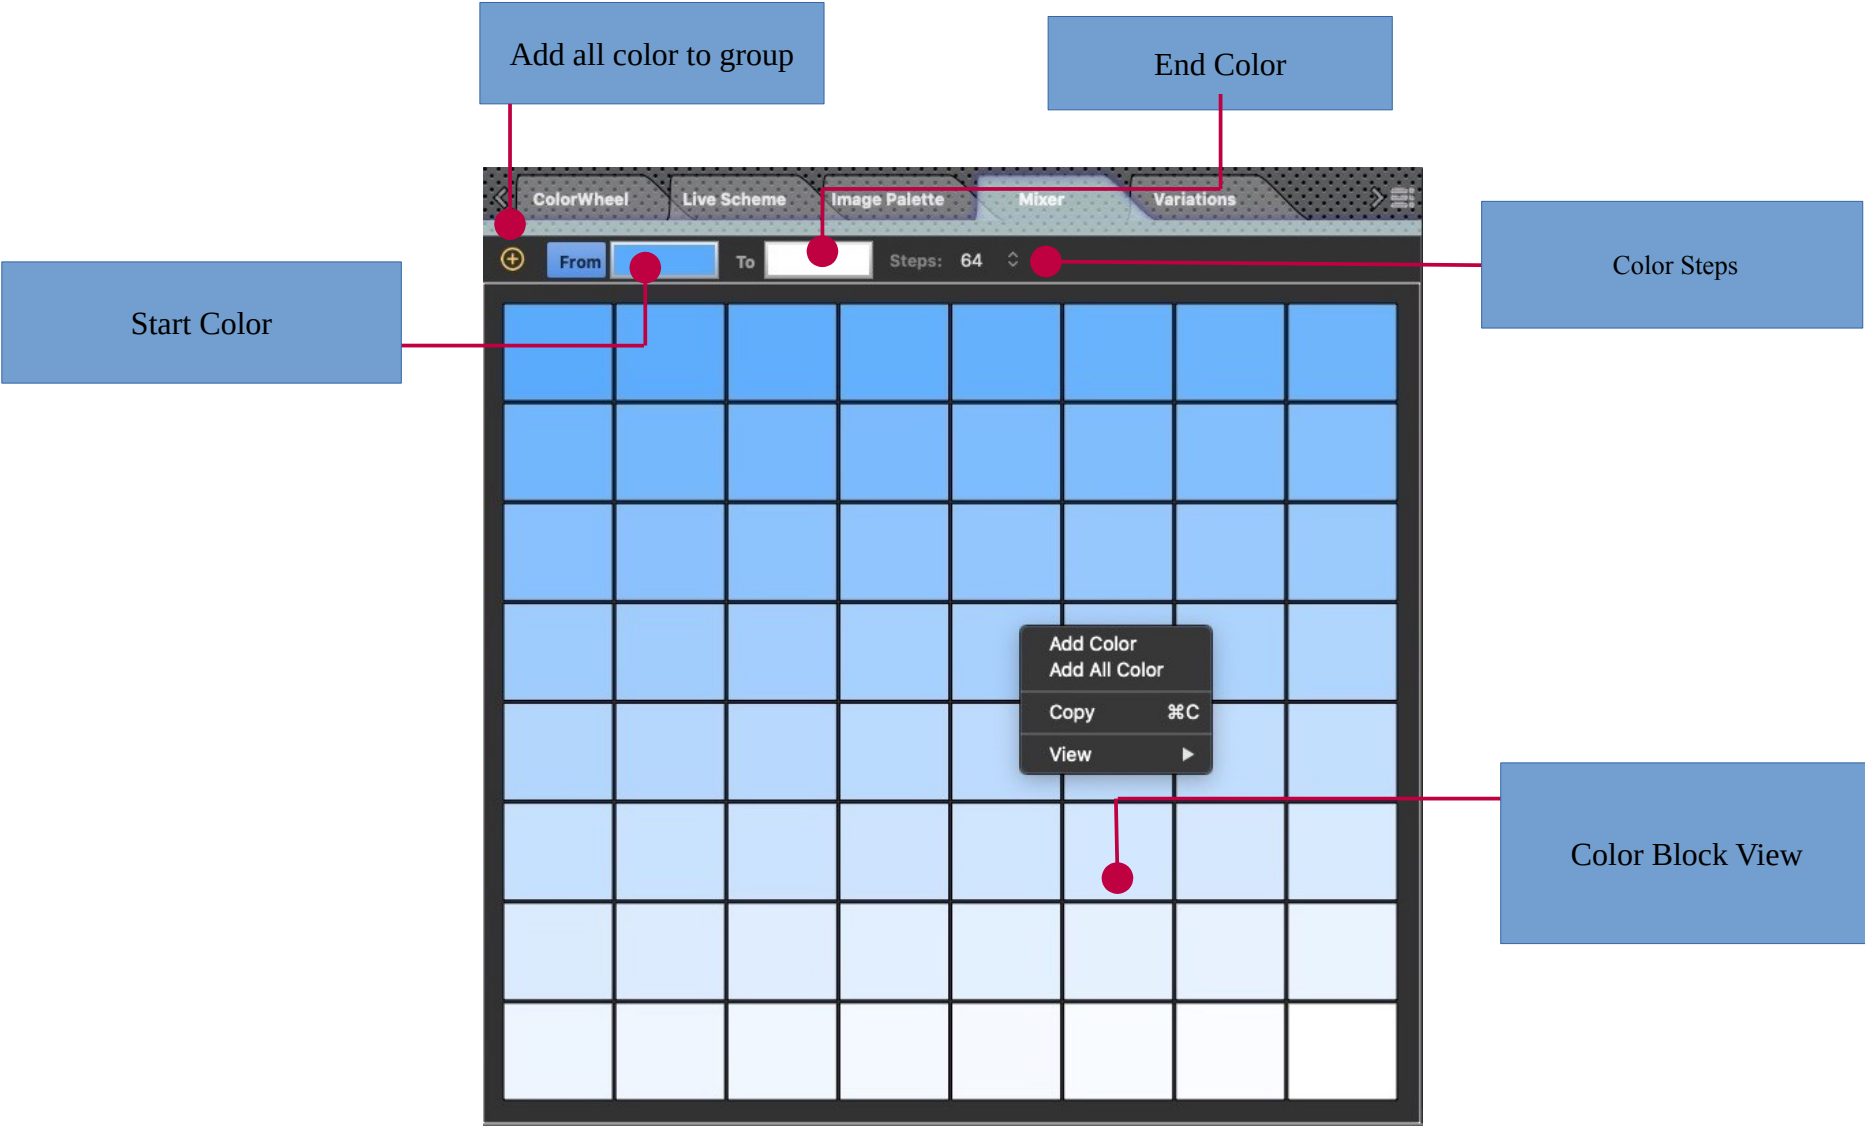 Add all color to group
End Color
ColorWheel
Live Scheme
Image Palette
Mixer
Variations
From
To
Steps: 64
Color Steps
Start Color
Add Color
Add All Color
Copy ⌘C
View ▶
Color Block View